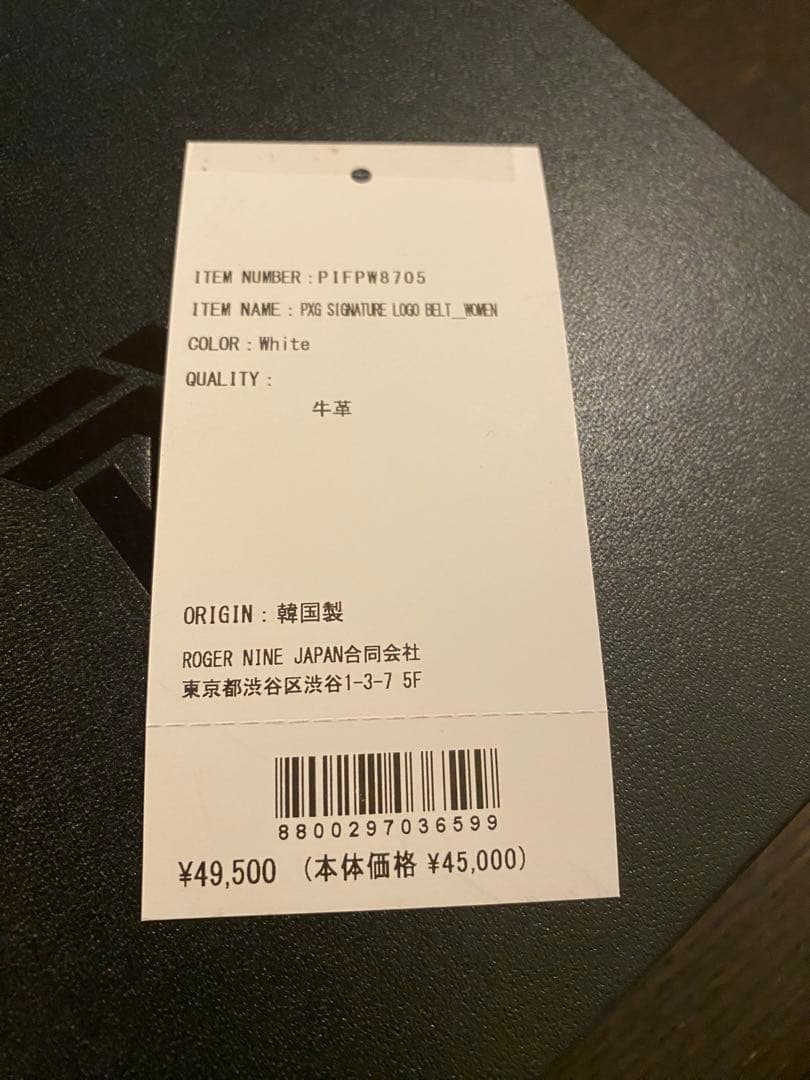 ITEM NUMBER : PIFPW8705
ITEM NAME : PXG SIGNATURE LOGO BELT__WOMEN
COLOR : White
QUALITY :
牛革
ORIGIN : 韓国製
ROGER NINE JAPAN合同会社
東京都渋谷区渋谷1-3-7 5F
8800297036599
¥49,500 (本体価格 ¥45,000)